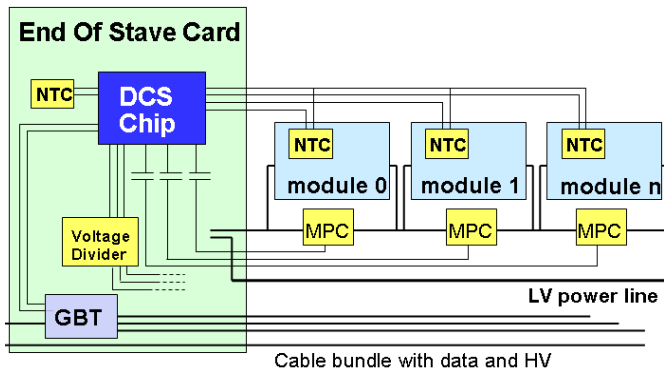 End Of Stave Card
NTC
DCS
Chip
NTC
NTC
NTC
module 0
module 1
module n
Voltage
Divider
MPC
MPC
MPC
LV power line
GBT
Cable bundle with data and HV